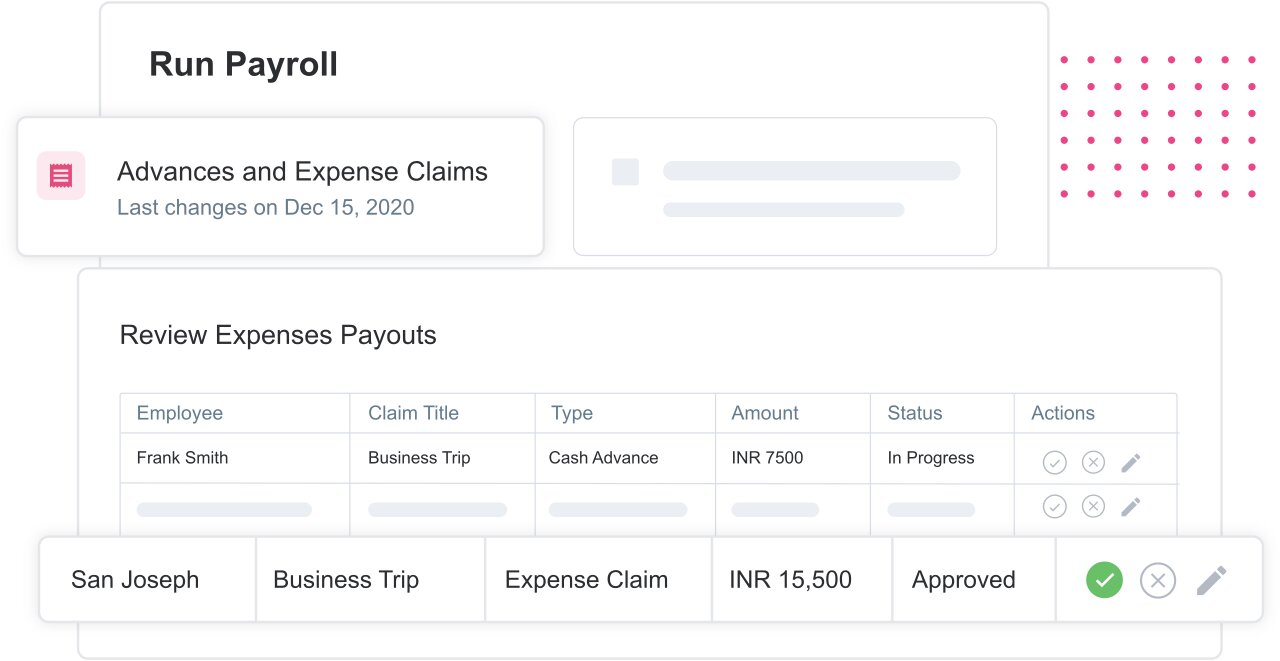 Run Payroll
Advances and Expense Claims
Last changes on Dec 15, 2020
Review Expenses Payouts
Employee Claim Title Type Amount Status Actions
Frank Smith Business Trip Cash Advance INR 7500 In Progress
San Joseph Business Trip Expense Claim INR 15,500 Approved